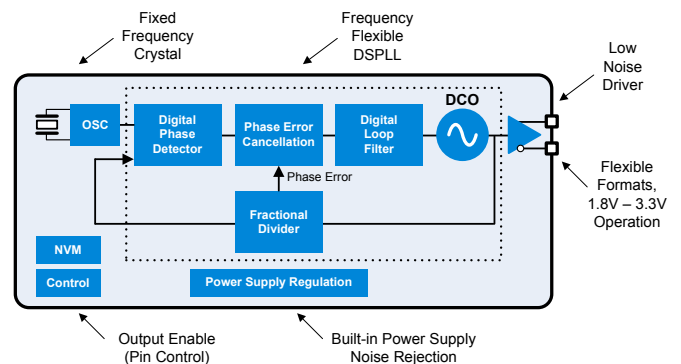 Fixed
Frequency
Crystal
Frequency
Flexible
DSPLL
Low
Noise
Driver
OSC
Digital
Phase
Detector
Phase Error
Cancellation
Digital
Loop
Filter
DCO
Phase Error
Fractional
Divider
Flexible
Formats,
1.8V – 3.3V
Operation
NVM
Control
Power Supply Regulation
Output Enable
(Pin Control)
Built-in Power Supply
Noise Rejection